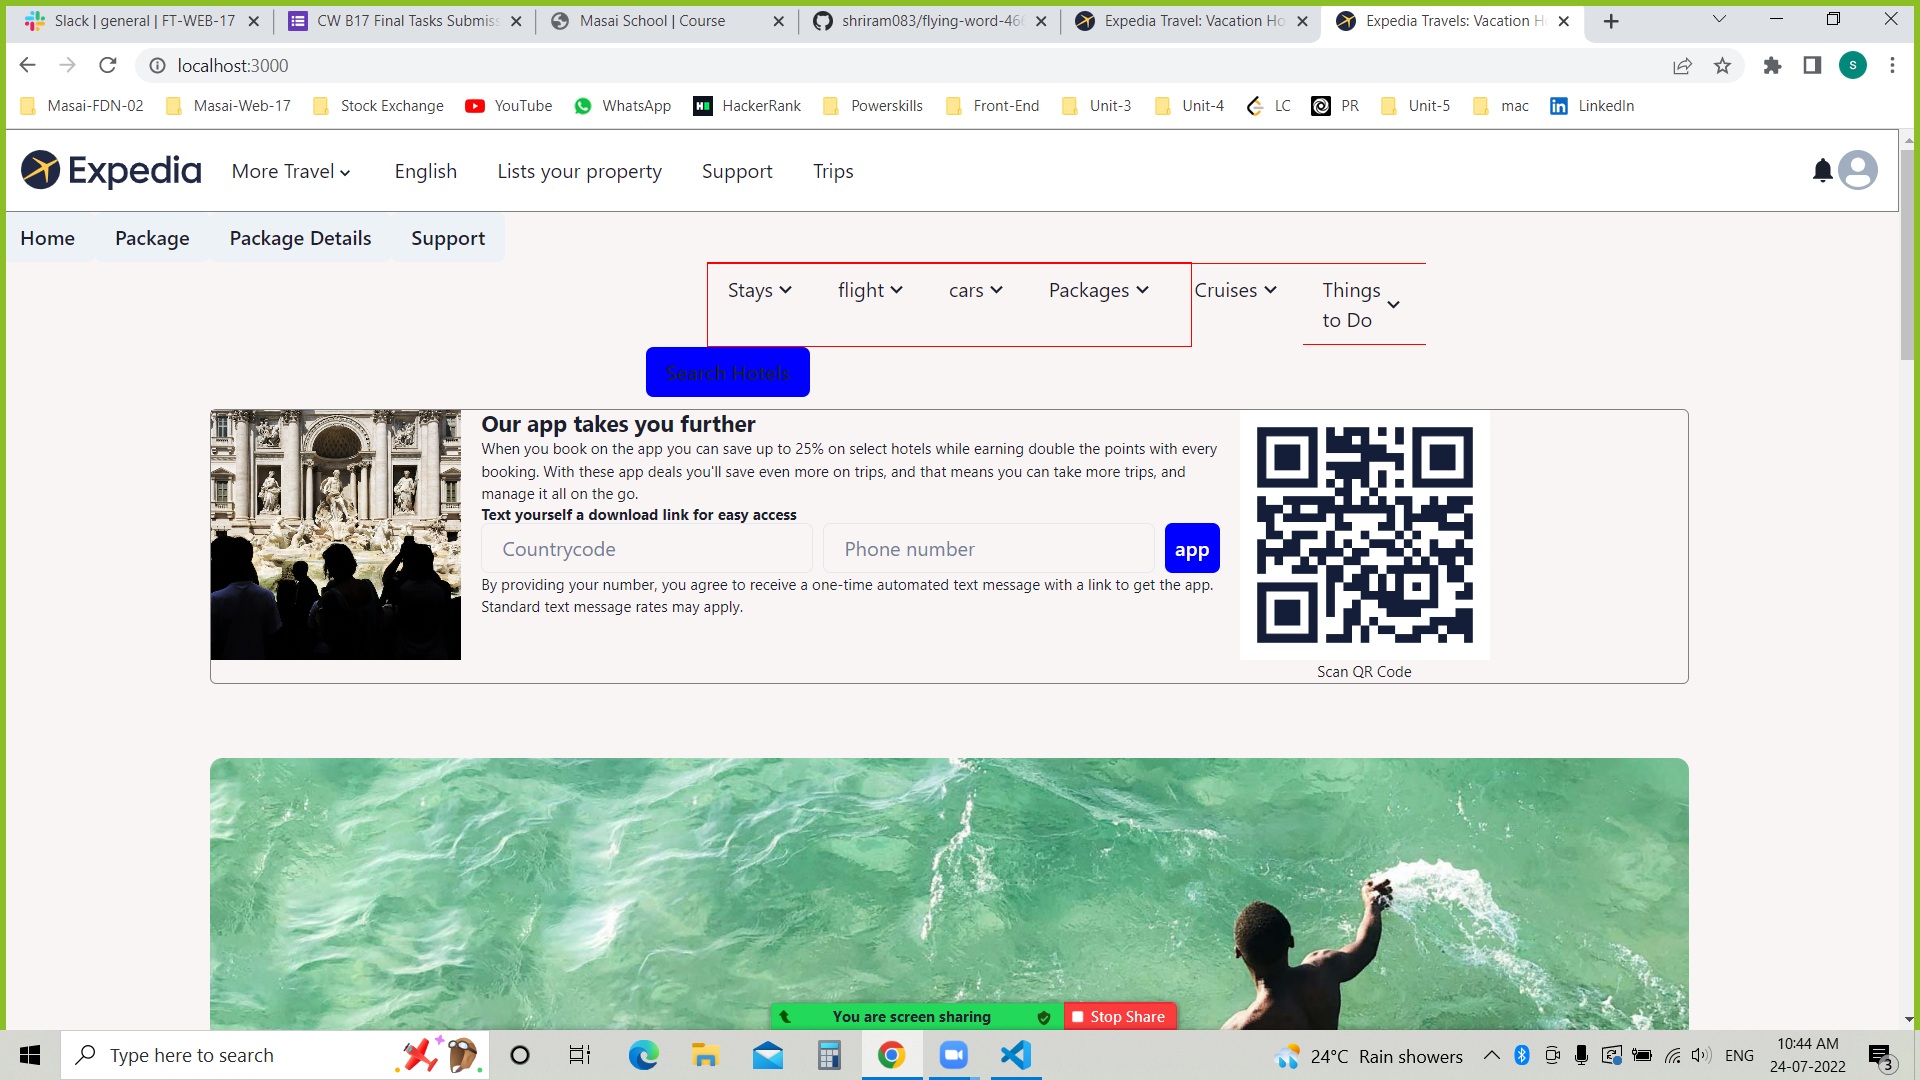 Slack | general | FT-WEB-17
CW B17 Final Tasks Submiss
Masai School | Course
shriram083/flying-word-466
Expedia Travel: Vacation Ho
Expedia Travels: Vacation H
localhost:3000
S
Masai-FDN-02
Masai-Web-17
Stock Exchange
YouTube
WhatsApp
HackerRank
Powerskills
Front-End
Unit-3
Unit-4
LC
PR
Unit-5
mac
LinkedIn
Expedia
More Travel
English
Lists your property
Support
Trips
Home
Package
Package Details
Support
Stays
flight
cars
Packages
Cruises
Things
to Do
Search Hotels
Our app takes you further
When you book on the app you can save up to 25% on select hotels while earning double the points with every
booking. With these app deals you'll save even more on trips, and that means you can take more trips, and
manage it all on the go.
Text yourself a download link for easy access
Countrycode
Phone number
app
By providing your number, you agree to receive a one-time automated text message with a link to get the app.
Standard text message rates may apply.
Scan QR Code
You are screen sharing
Stop Share
Type here to search
24°C Rain showers
ENG
10:44 AM
24-07-2022
3